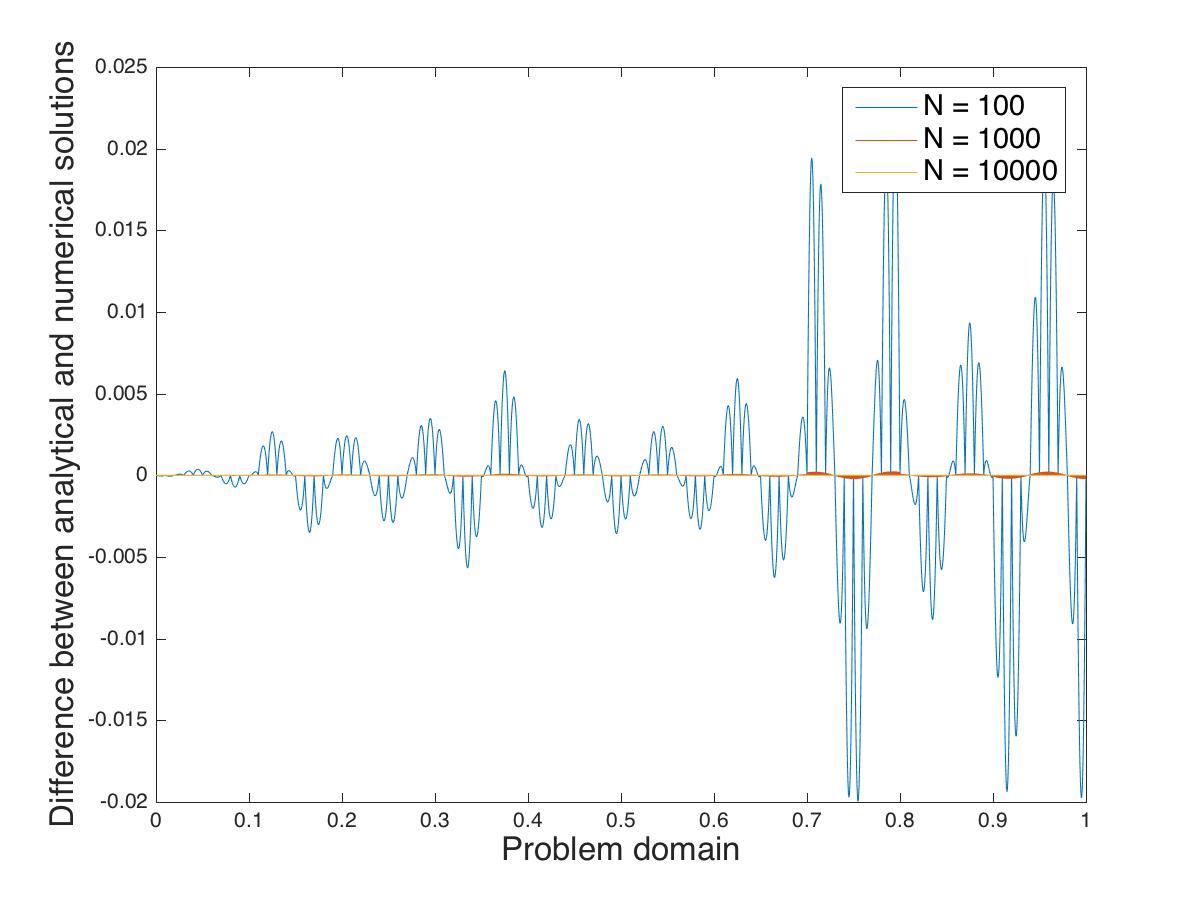 Difference between analytical and numerical solutions
0.025
0.02
0.015
0.01
0.005
0
-0.005
-0.01
-0.015
-0.02
N = 100
N = 1000
N = 10000
0 0.1 0.2 0.3 0.4 0.5 0.6 0.7 0.8 0.9 1
Problem domain